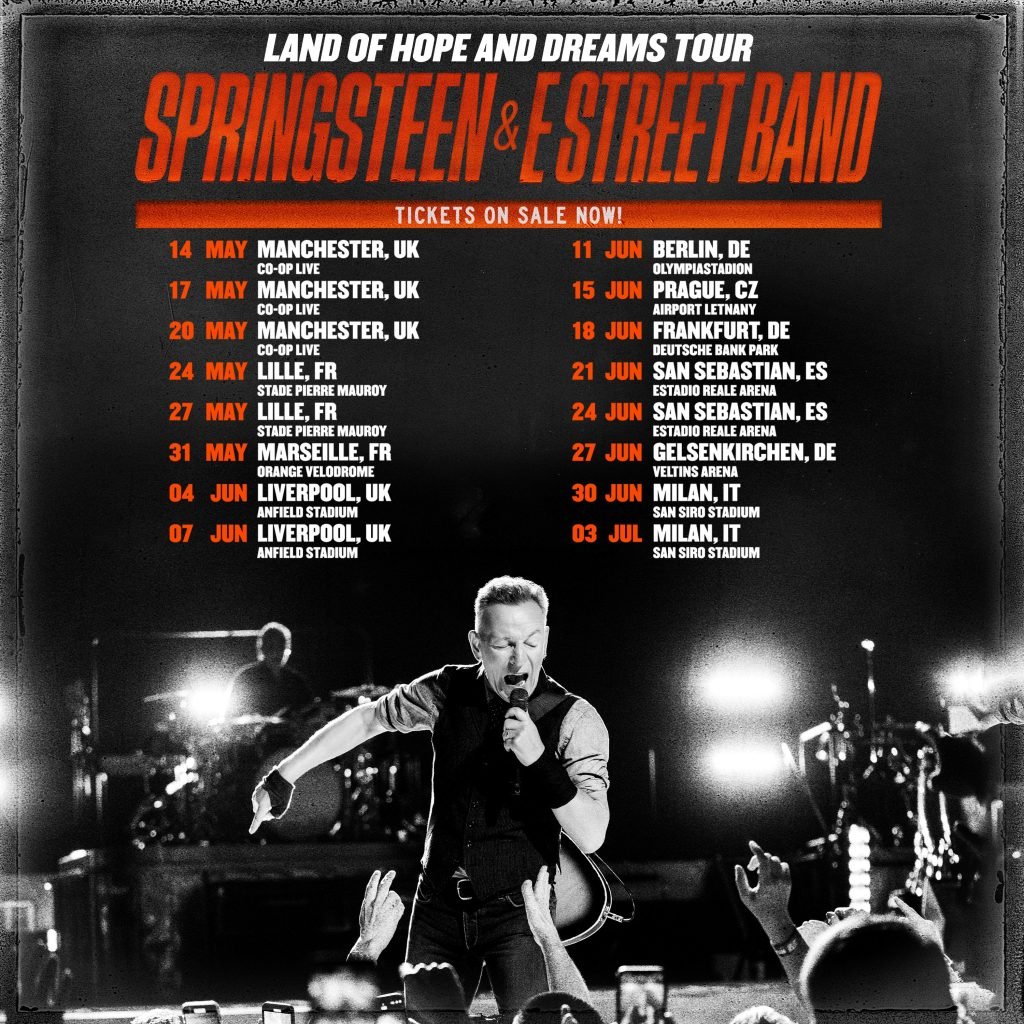 LAND OF HOPE AND DREAMS TOUR
SPRINGSTEEN & E STREET BAND
TICKETS ON SALE NOW!
14 MAY MANCHESTER, UK
CO-OP LIVE
17 MAY MANCHESTER, UK
CO-OP LIVE
20 MAY MANCHESTER, UK
CO-OP LIVE
24 MAY LILLE, FR
STADE PIERRE MAUROY
27 MAY LILLE, FR
STADE PIERRE MAUROY
31 MAY MARSEILLE, FR
ORANGE VELODROME
04 JUN LIVERPOOL, UK
ANFIELD STADIUM
07 JUN LIVERPOOL, UK
ANFIELD STADIUM
11 JUN BERLIN, DE
OLYMPIASTADION
15 JUN PRAGUE, CZ
AIRPORT LETNANY
18 JUN FRANKFURT, DE
DEUTSCHE BANK PARK
21 JUN SAN SEBASTIAN, ES
ESTADIO REALE ARENA
24 JUN SAN SEBASTIAN, ES
ESTADIO REALE ARENA
27 JUN GELSENKIRCHEN, DE
VELTINS ARENA
30 JUN MILAN, IT
SAN SIRO STADIUM
03 JUL MILAN, IT
SAN SIRO STADIUM